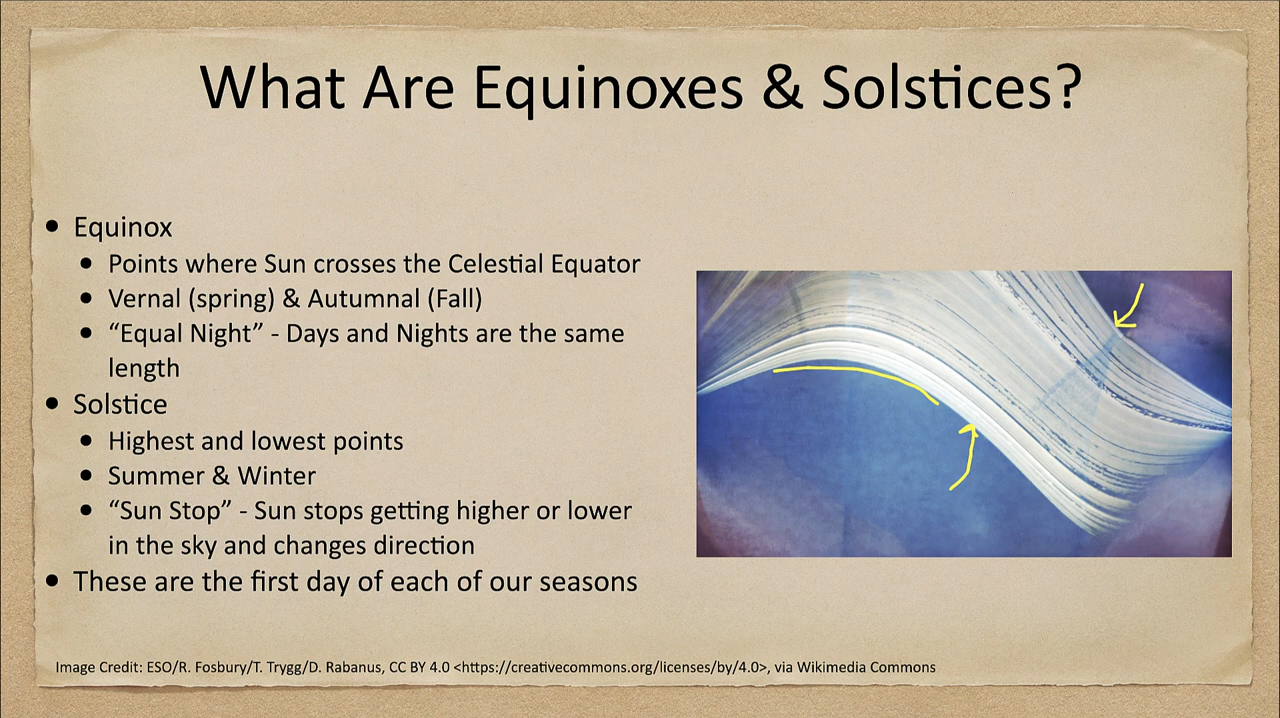 What Are Equinoxes & Solstices?
• Equinox
• Points where Sun crosses the Celestial Equator
• Vernal (spring) & Autumnal (Fall)
• “Equal Night” - Days and Nights are the same
length
• Solstice
• Highest and lowest points
• Summer & Winter
• “Sun Stop” - Sun stops getting higher or lower
in the sky and changes direction
• These are the first day of each of our seasons
Image Credit: ESO/R. Fosbury/T. Trygg/D. Rabanus, CC BY 4.0 <https://creativecommons.org/licenses/by/4.0>, via Wikimedia Commons